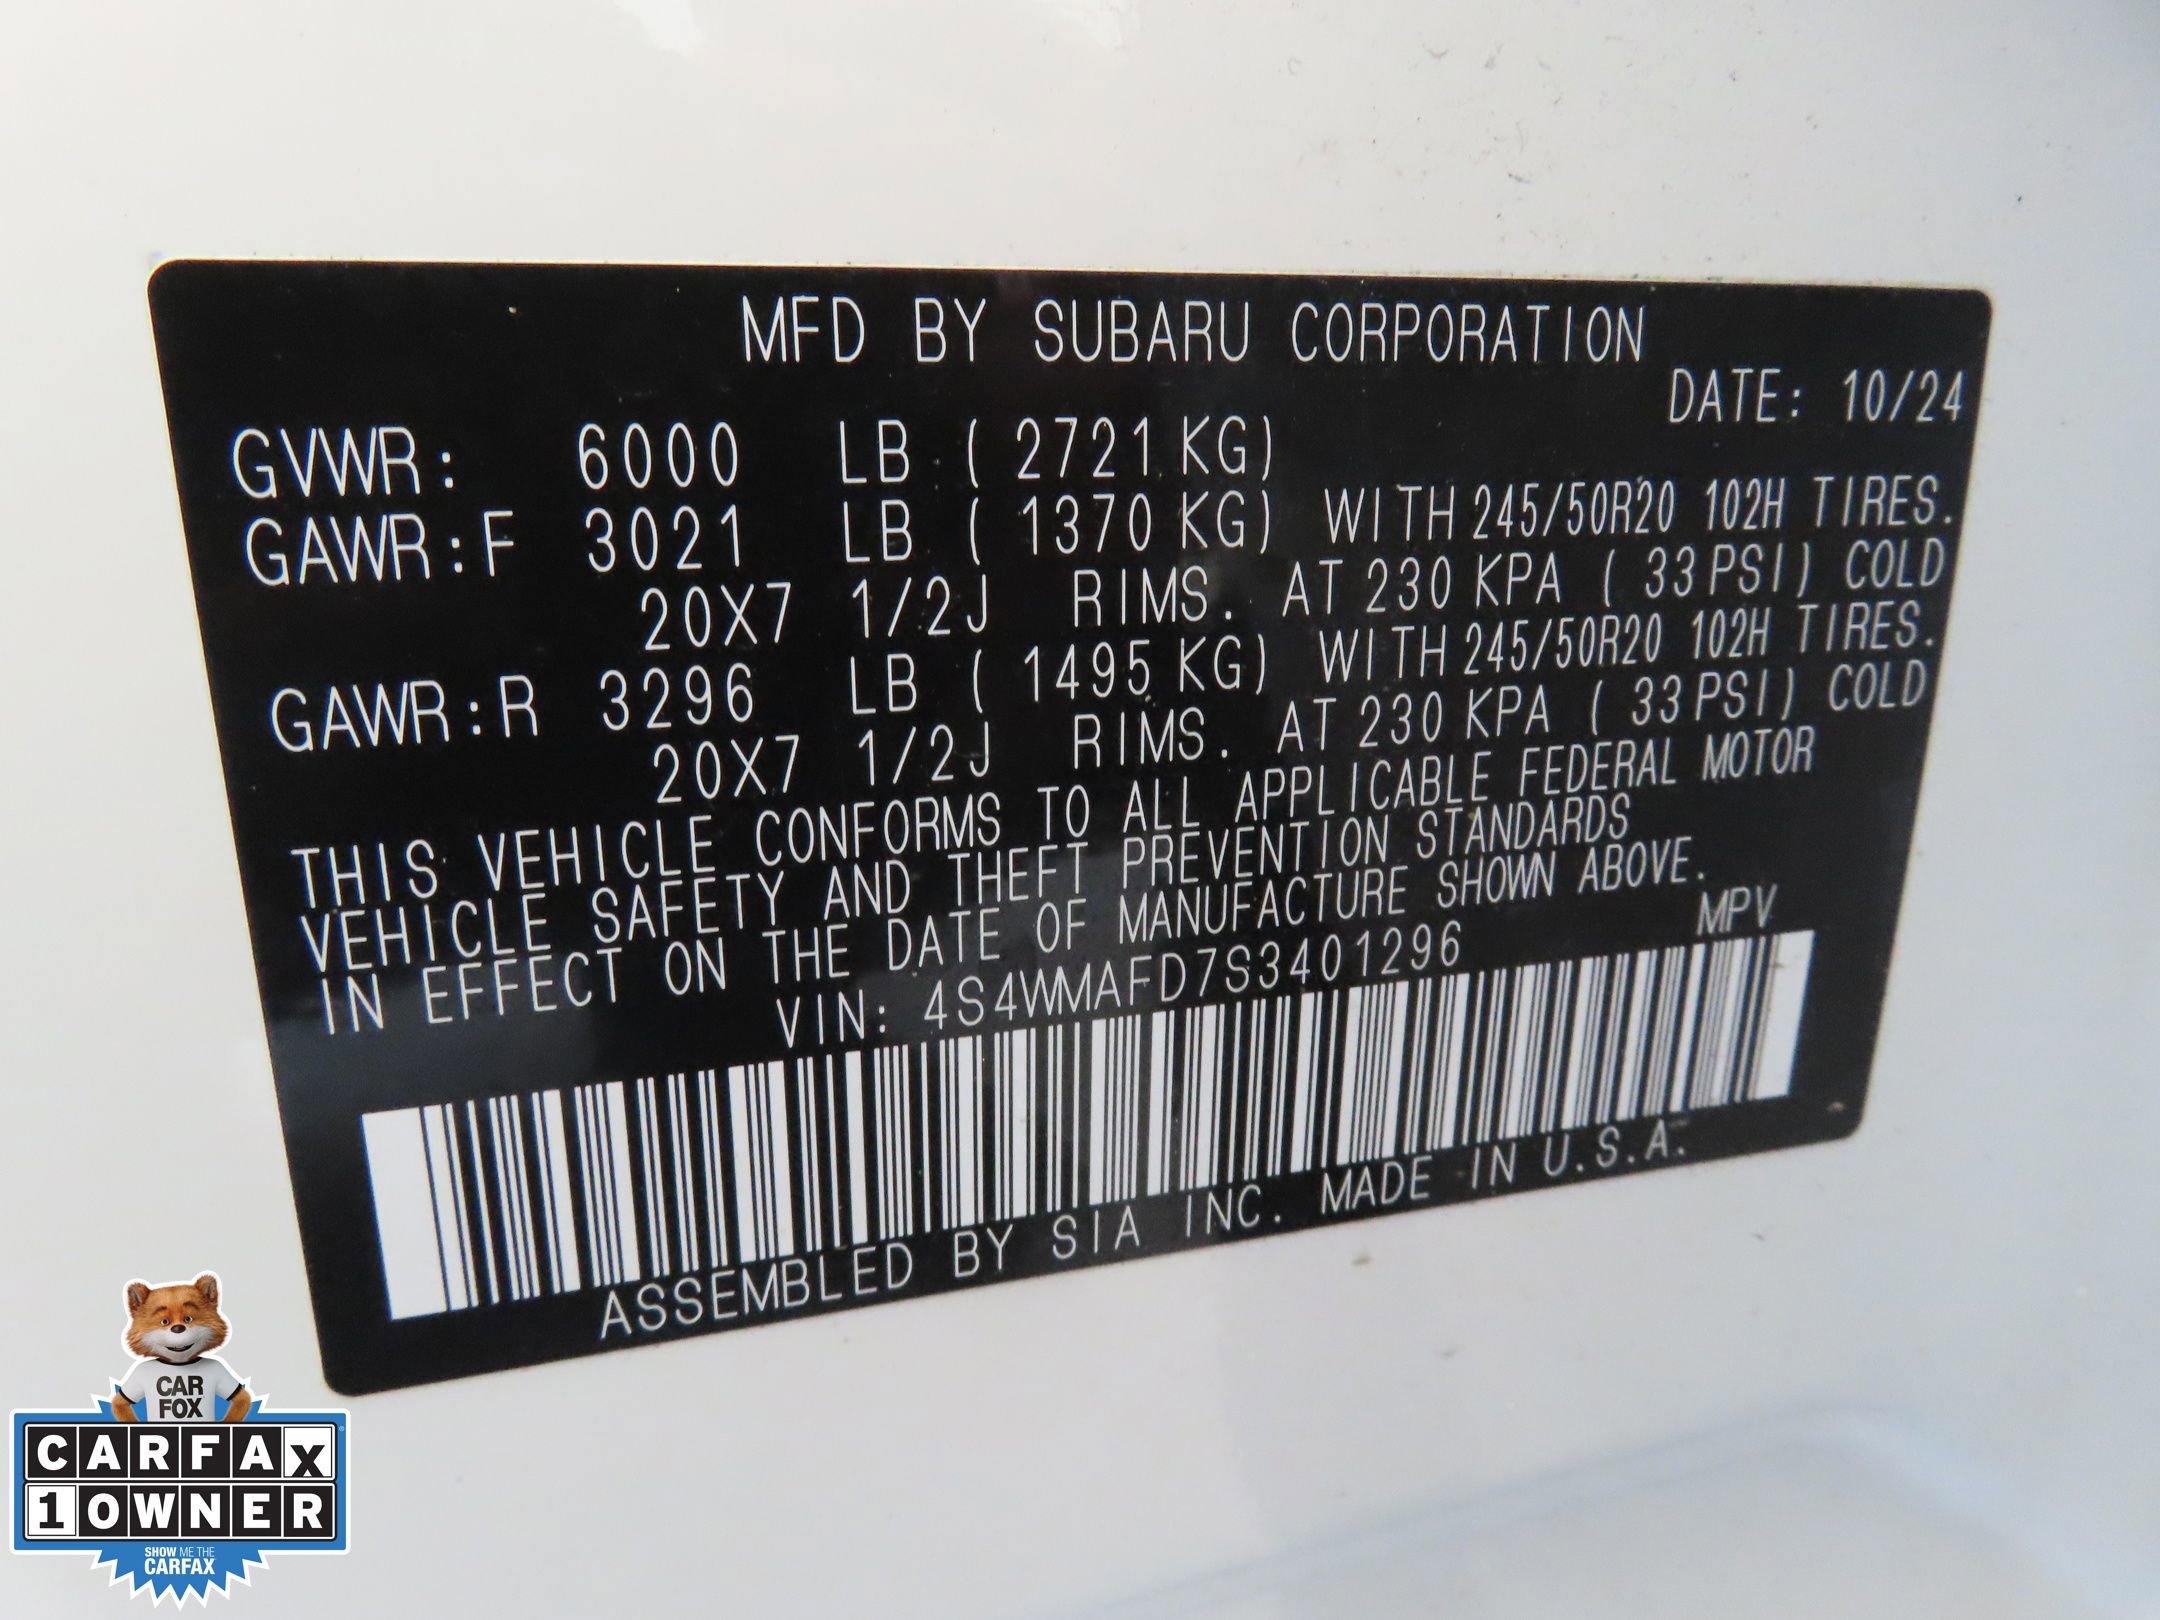 MFD BY SUBARU CORPORATION
DATE: 10/24
GVWR: 6000 LB ( 2721 KG)
GAWR:F 3021 LB ( 1370 KG) WITH 245/50R20 102H TIRES.
20X7 1/2J RIMS. AT 230 KPA ( 33 PSI) COLD
GAWR:R 3296 LB ( 1495 KG) WITH 245/50R20 102H TIRES.
20X7 1/2J RIMS. AT 230 KPA ( 33 PSI) COLD
THIS VEHICLE CONFORMS TO ALL APPLICABLE FEDERAL MOTOR
VEHICLE SAFETY AND THEFT PREVENTION STANDARDS
IN EFFECT ON THE DATE OF MANUFACTURE SHOWN ABOVE.
VIN: 4S4WMAFD7S3401296 MPV
ASSEMBLED BY SIA INC. MADE IN U.S.A.
CAR
FOX
CARFAX
1 OWNER
SHOW ME THE
CARFAX